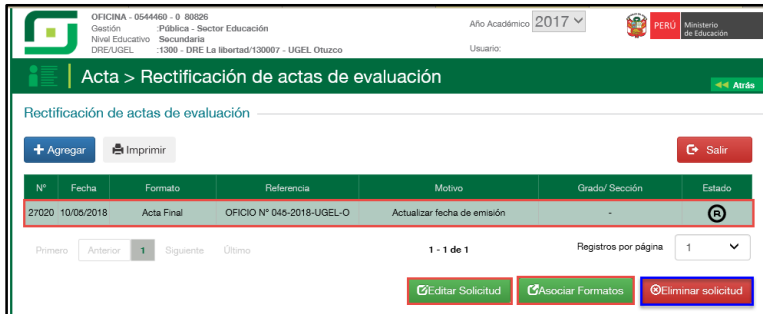 OFICINA - 0544460 - 0 80826
Gestión :Pública - Sector Educación
Nivel Educativo Secundaria
DRE/UGEL :1300 - DRE La libertad/130007 - UGEL Otuzco
Año Académico 2017
Usuario:
PERÚ Ministerio de Educación
Acta > Rectificación de actas de evaluación
Atrás
Rectificación de actas de evaluación
Agregar Imprimir Salir
N° Fecha Formato Referencia Motivo Grado/ Sección Estado
27020 10/05/2018 Acta Final OFICIO N° 045-2018-UGEL-O Actualizar fecha de emisión - R
Primero Anterior 1 Siguiente Último 1 - 1 de 1 Registros por página 1
Editar Solicitud Asociar Formatos Eliminar solicitud